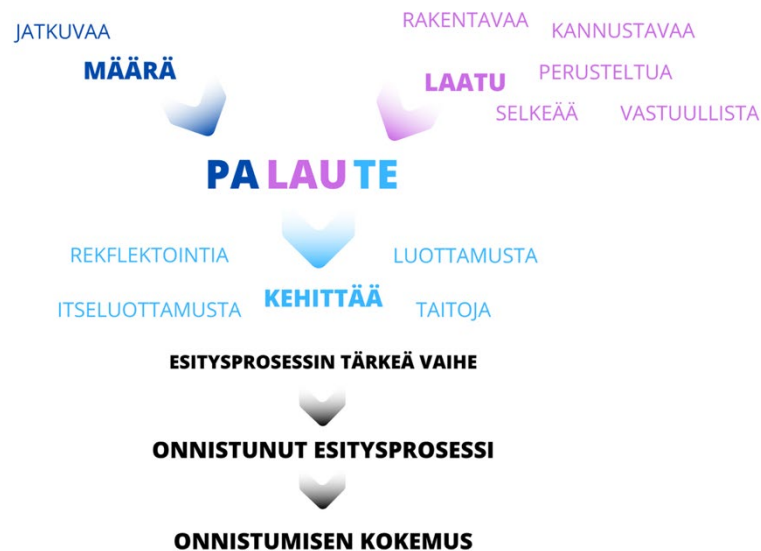 JATKUVAA
MÄÄRÄ
RAKENTAVAA
KANNUSTAVAA
LAATU
PERUSTELTUA
SELKEÄÄ
VASTUULLISTA
PALAUTE
REKFLEKTOINTIA
LUOTTAMUSTA
ITSELUOTTAMUSTA
KEHITTÄÄ
TAITOJA
ESITYSPROSESSIN TÄRKEÄ VAIHE
ONNISTUNUT ESITYSPROSESSI
ONNISTUMISEN KOKEMUS